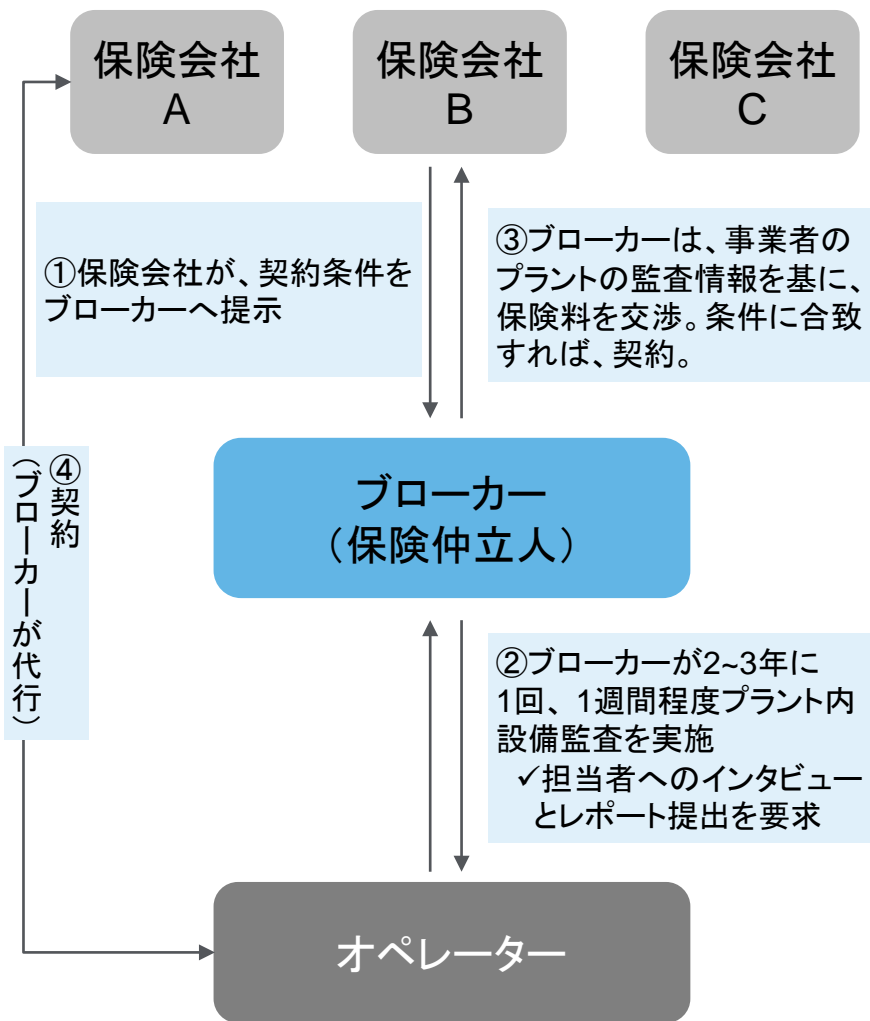 保険会社
A
保険会社
B
保険会社
C
①保険会社が、契約条件を
ブローカーへ提示
③ブローカーは、事業者の
プラントの監査情報を基に、
保険料を交渉。条件に合致
すれば、契約。
④契約
（ブローカーが代行）
ブローカー
（保険仲立人）
②ブローカーが2~3年に
1回、1週間程度プラント内
設備監査を実施
✓担当者へのインタビュー
とレポート提出を要求
オペレーター